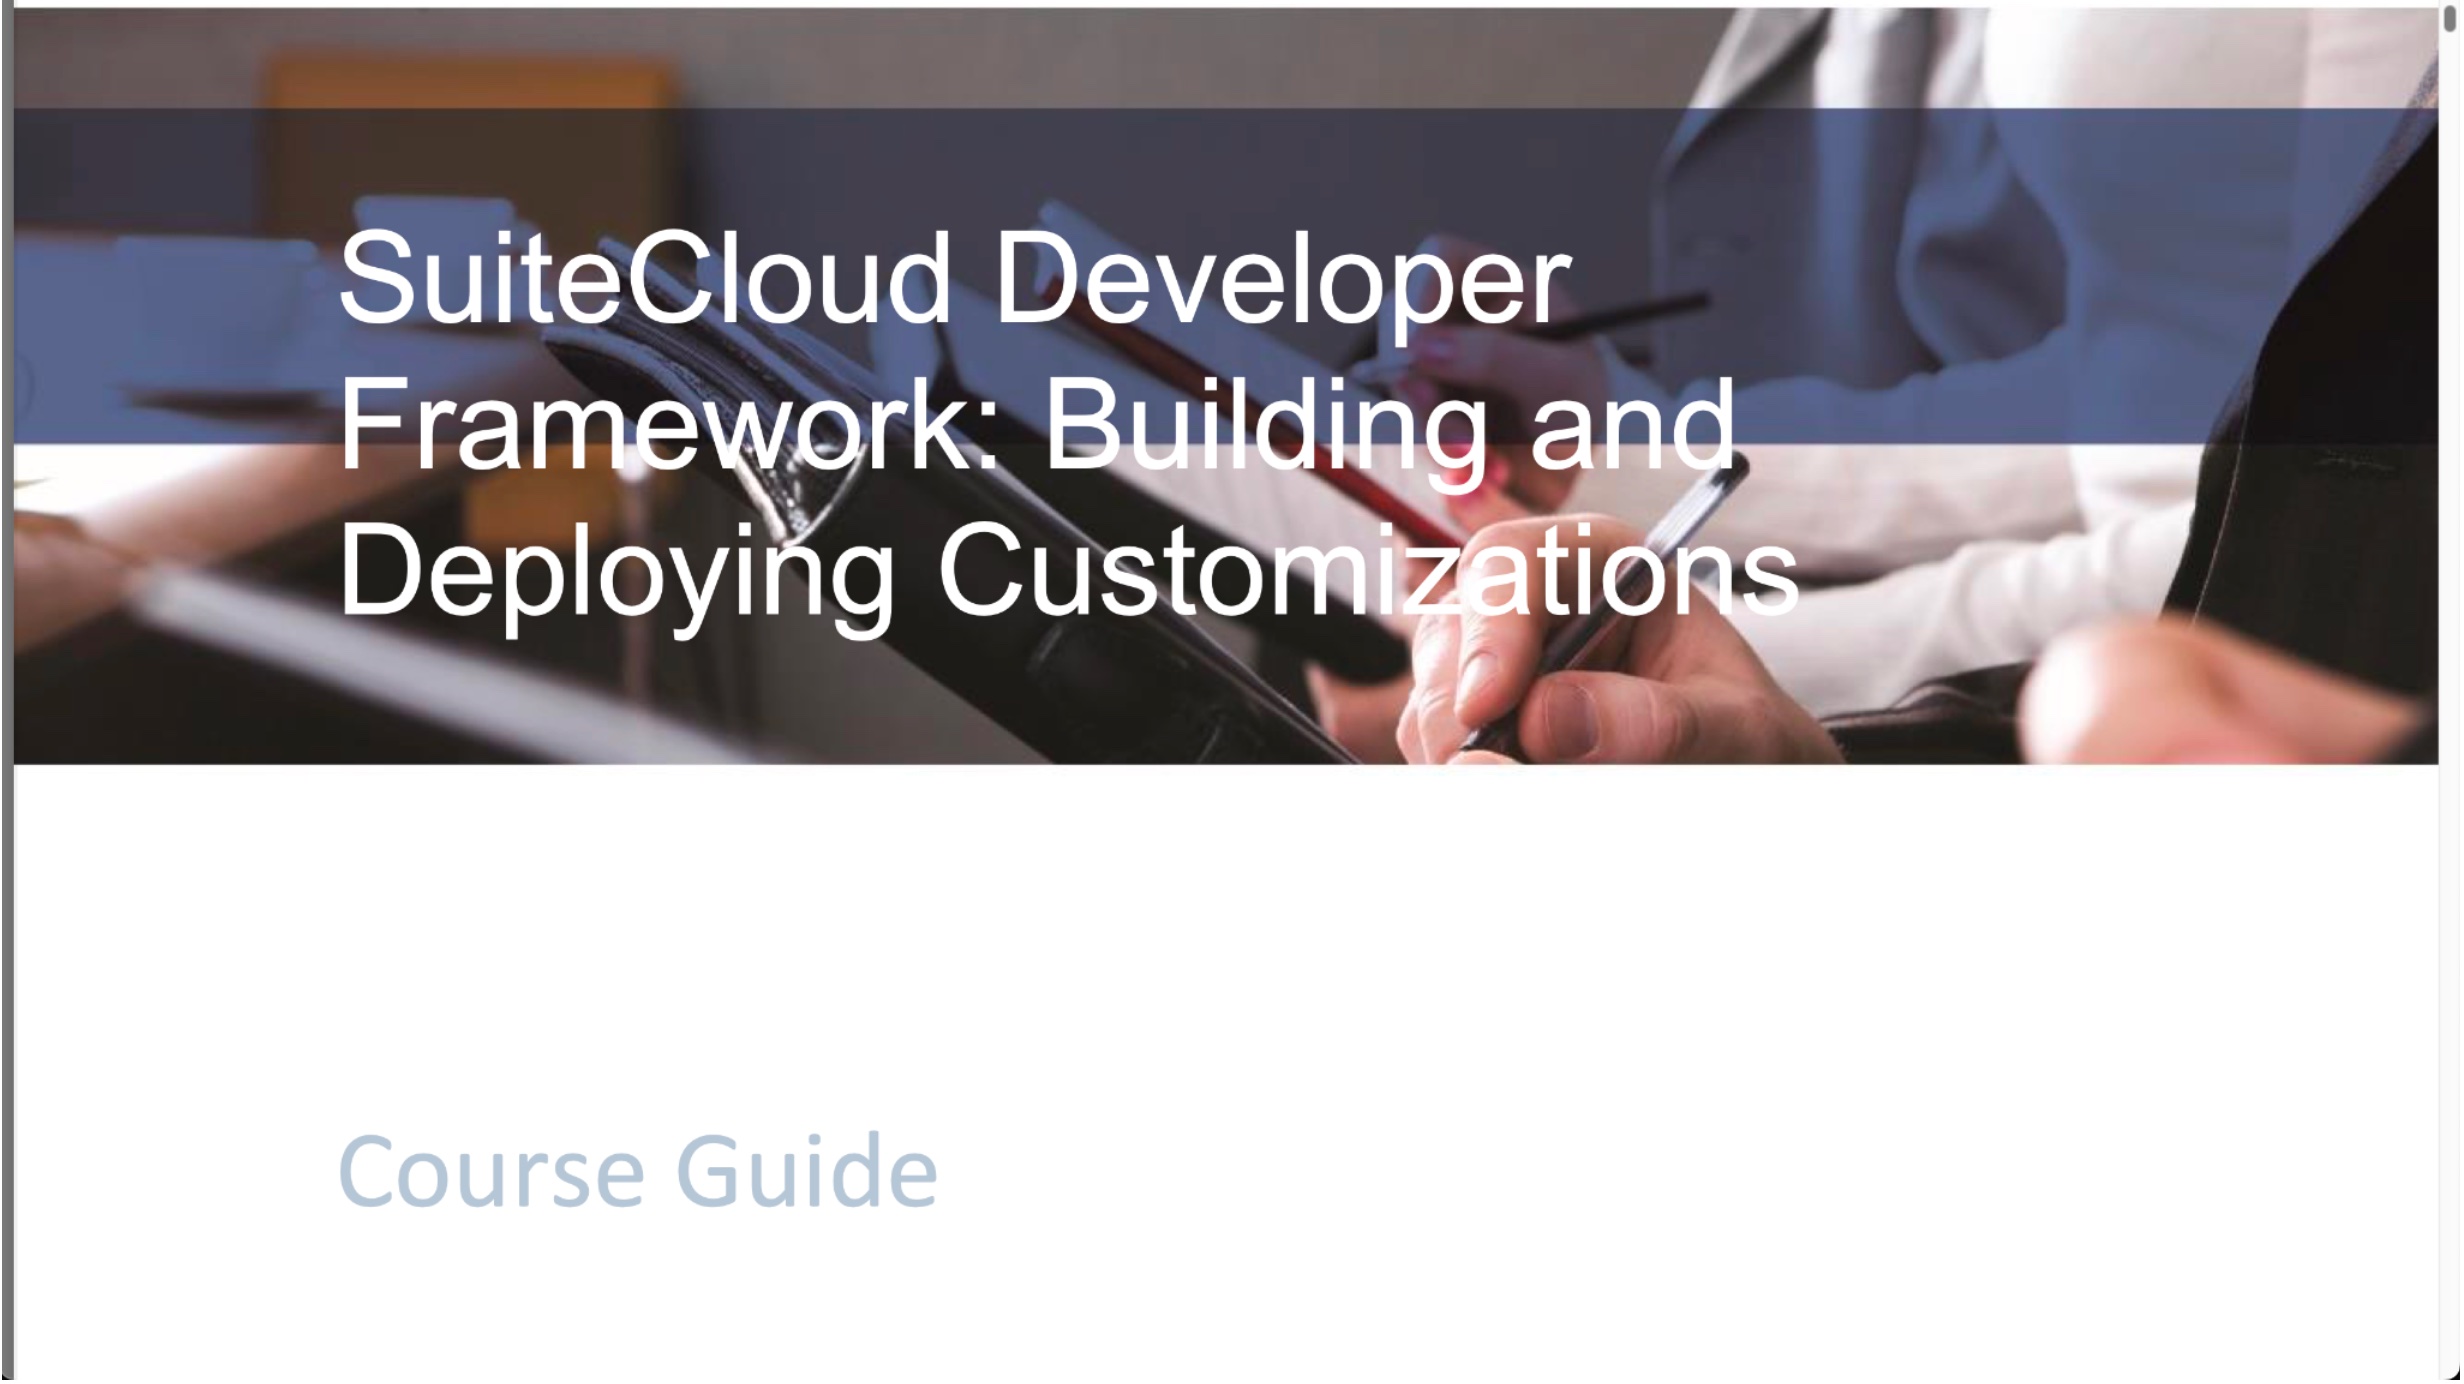 SuiteCloud Developer
Framework: Building and
Deploying Customizations
Course Guide